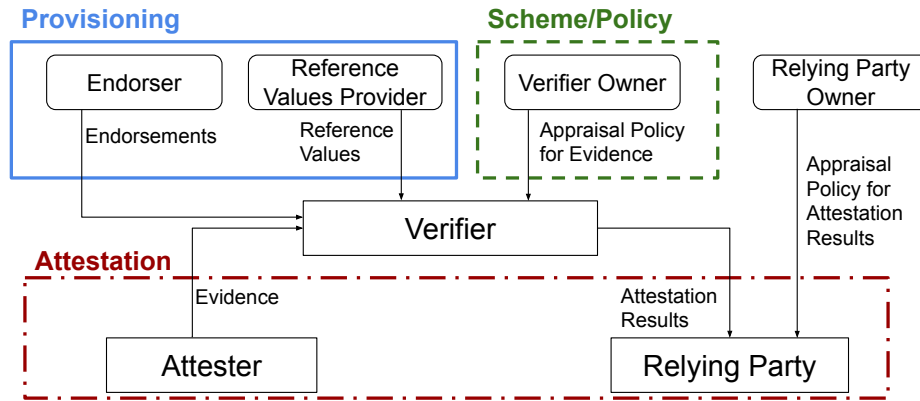 Provisioning
Scheme/Policy
Endorser
Reference
Values Provider
Verifier Owner
Relying Party
Owner
Endorsements
Reference
Values
Appraisal Policy
for Evidence
Appraisal
Policy for
Attestation
Results
Verifier
Attestation
Evidence
Attestation
Results
Attester
Relying Party